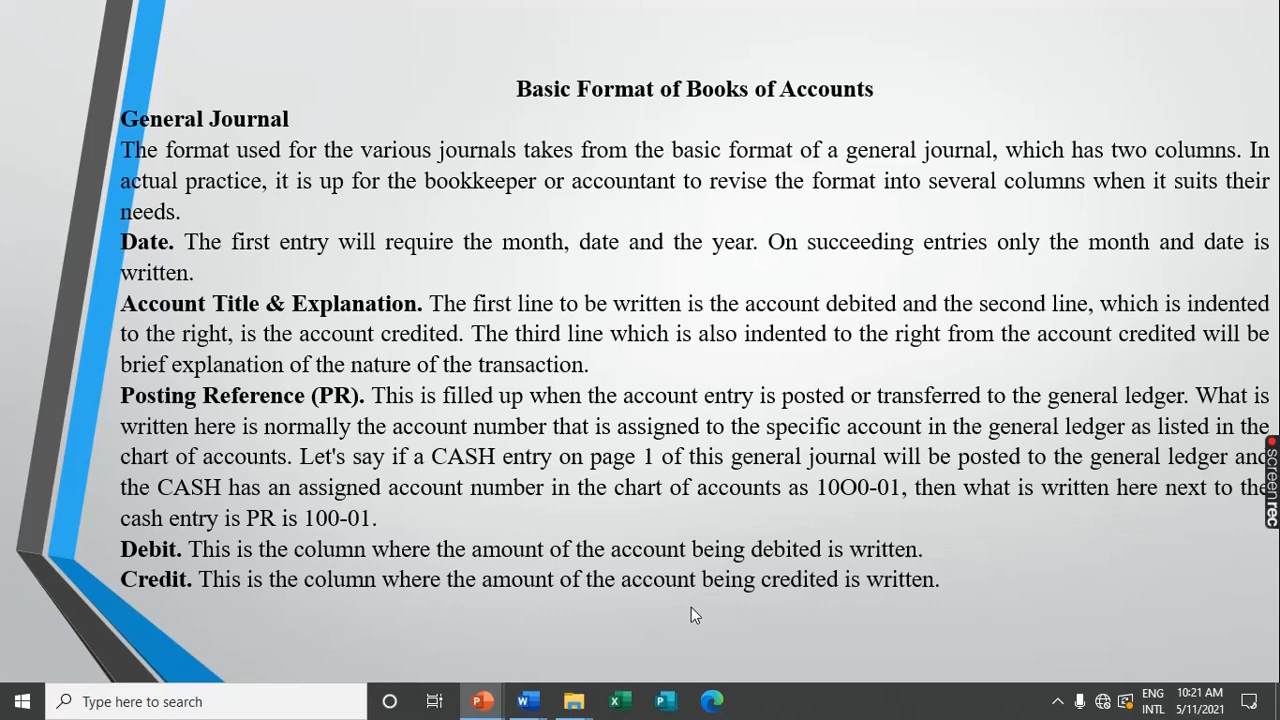 Basic Format of Books of Accounts
General Journal
The format used for the various journals takes from the basic format of a general journal, which has two columns. In
actual practice, it is up for the bookkeeper or accountant to revise the format into several columns when it suits their
needs.
Date. The first entry will require the month, date and the year. On succeeding entries only the month and date is
written.
Account Title & Explanation. The first line to be written is the account debited and the second line, which is indented
to the right, is the account credited. The third line which is also indented to the right from the account credited will be
brief explanation of the nature of the transaction.
Posting Reference (PR). This is filled up when the account entry is posted or transferred to the general ledger. What is
written here is normally the account number that is assigned to the specific account in the general ledger as listed in the
chart of accounts. Let's say if a CASH entry on page 1 of this general journal will be posted to the general ledger and
the CASH has an assigned account number in the chart of accounts as 10O0-01, then what is written here next to the
cash entry is PR is 100-01.
Debit. This is the column where the amount of the account being debited is written.
Credit. This is the column where the amount of the account being credited is written.
screenrec
Type here to search
ENG
INTL
10:21 AM
5/11/2021